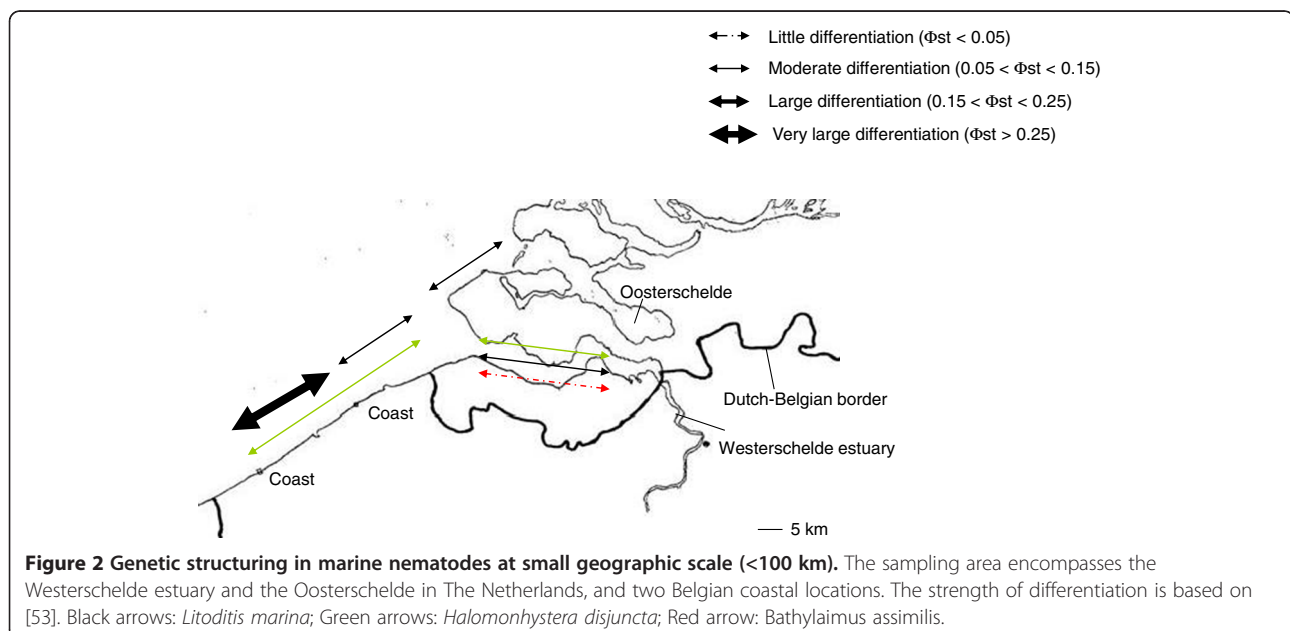 Little differentiation (Φst < 0.05)
Moderate differentiation (0.05 < Φst < 0.15)
Large differentiation (0.15 < Φst < 0.25)
Very large differentiation (Φst > 0.25)
Oosterschelde
Dutch-Belgian border
Coast
Westerschelde estuary
Coast
5 km
Figure 2 Genetic structuring in marine nematodes at small geographic scale (<100 km). The sampling area encompasses the
Westerschelde estuary and the Oosterschelde in The Netherlands, and two Belgian coastal locations. The strength of differentiation is based on
[53]. Black arrows: Litoditis marina; Green arrows: Halomonhystera disjuncta; Red arrow: Bathylaimus assimilis.